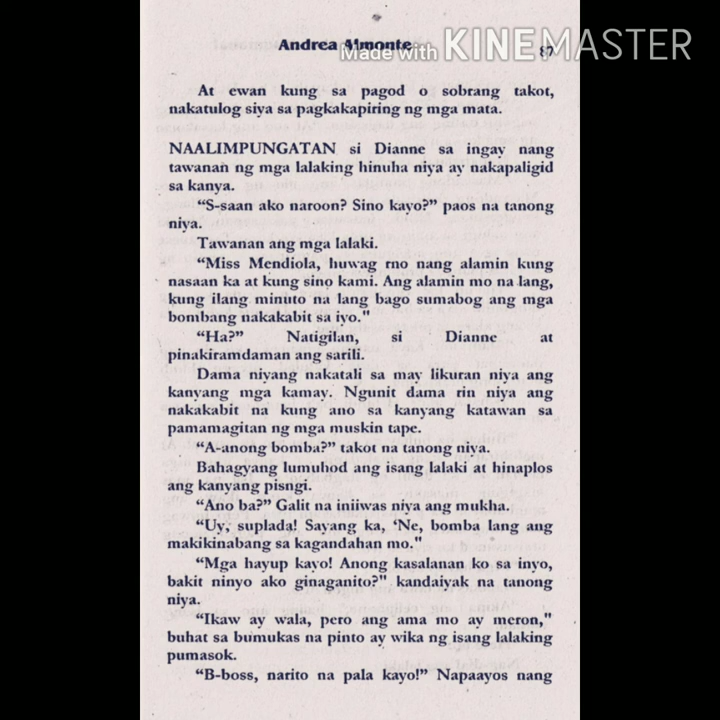 Andrea Almonte
Made with KINEMASTER
87
At ewan kung sa pagod o sobrang takot,
nakatulog siya sa pagkakapiring ng mga mata.
NAALIMPUNGATAN si Dianne sa ingay nang
tawanan ng mga lalaking hinuha niya ay nakapaligid
sa kanya.
“S-saan ako naroon? Sino kayo?” paos na tanong
niya.
Tawanan ang mga lalaki.
“Miss Mendiola, huwag mo nang alamin kung
nasaan ka at kung sino kami. Ang alamin mo na lang,
kung ilang minuto na lang bago sumabog ang mga
bombang nakakabit sa iyo."
“Ha?” Natigilan, si Dianne at
pinakiramdaman ang sarili.
Dama niyang nakatali sa may likuran niya ang
kanyang mga kamay. Ngunit dama rin niya ang
nakakabit na kung ano sa kanyang katawan sa
pamamagitan ng mga muskin tape.
“A-anong bomba?” takot na tanong niya.
Bahagyang lumuhod ang isang lalaki at hinaplos
ang kanyang pisngi.
“Ano ba?” Galit na iniiwas niya ang mukha.
“Uy, suplada! Sayang ka, ‘Ne, bomba lang ang
makikinabang sa kagandahan mo."
“Mga hayup kayo! Anong kasalanan ko sa inyo,
bakit ninyo ako ginaganito?" kandaiyak na tanong
niya.
“Ikaw ay wala, pero ang ama mo ay meron,"
buhat sa bumukas na pinto ay wika ng isang lalaking
pumasok.
“B-boss, narito na pala kayo!” Napaayos nang